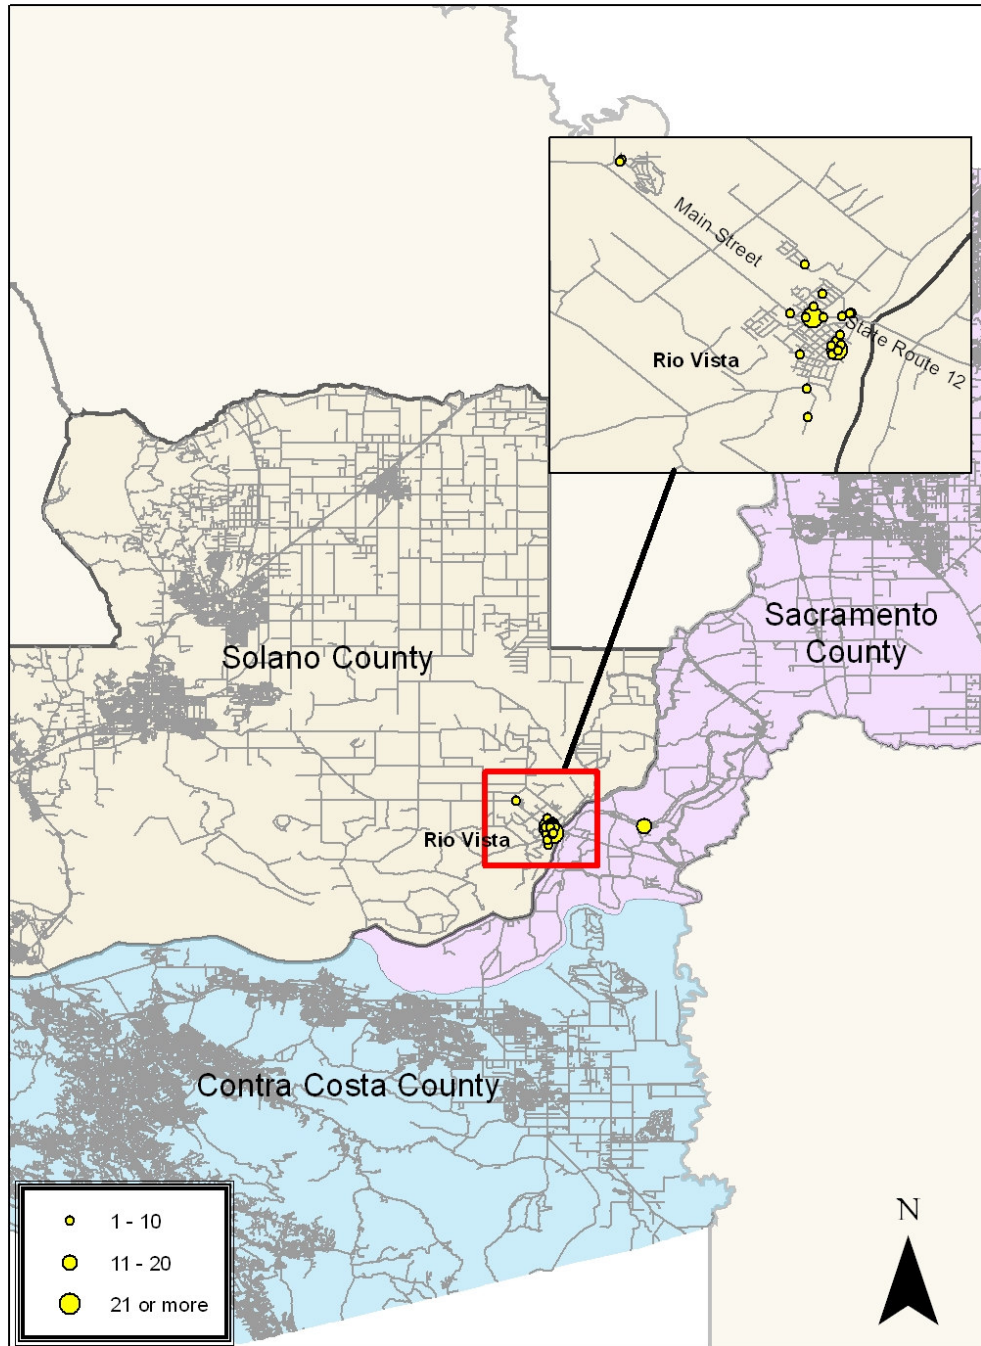 Main Street
State Route 12
Rio Vista
Sacramento
County
Solano County
Rio Vista
Contra Costa County
1 - 10
11 - 20
21 or more
N